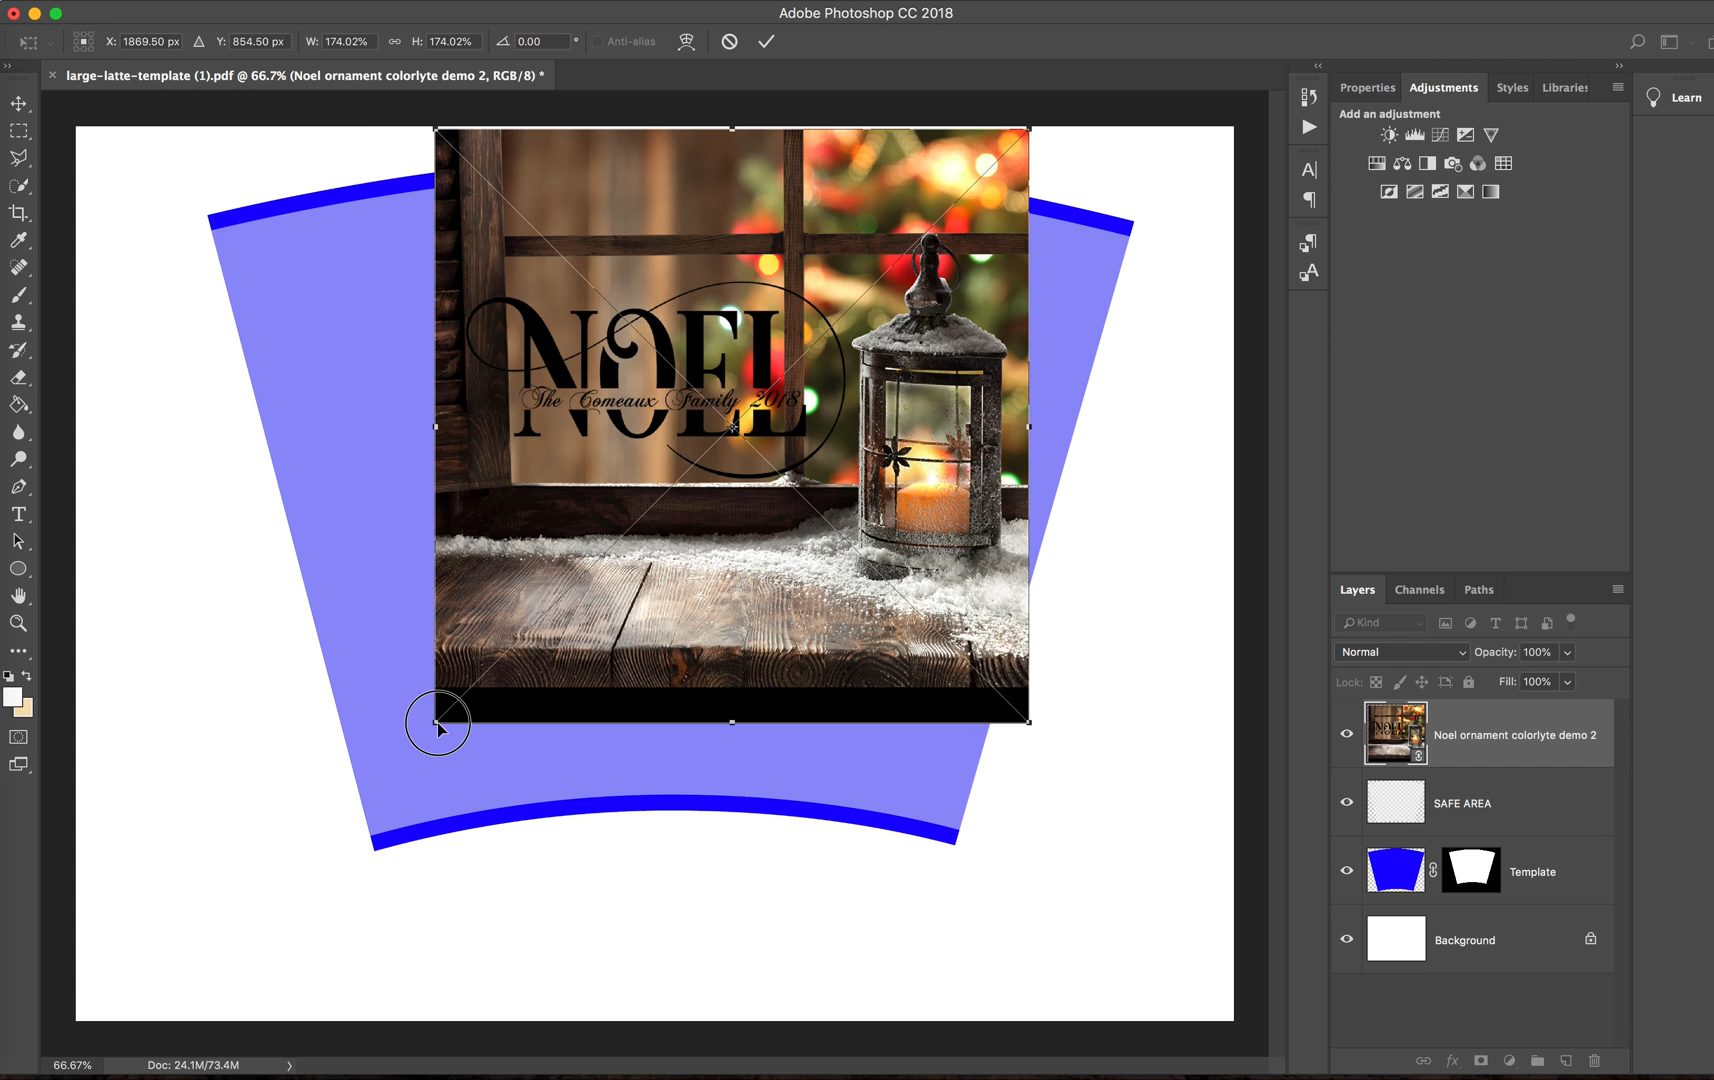 Adobe Photoshop CC 2018
X: 1869.50 px Y: 854.50 px W: 174.02% H: 174.02% 0.00 ° Anti-alias
large-latte-template (1).pdf @ 66.7% (Noel ornament colorlyte demo 2, RGB/8) *
Properties Adjustments Styles Libraries Learn
Add an adjustment
NOEL
The Comeaux Family 2018
Layers Channels Paths
Kind
Normal Opacity: 100%
Lock: Fill: 100%
Noel ornament colorlyte demo 2
SAFE AREA
Template
Background
66.67% Doc: 24.1M/73.4M